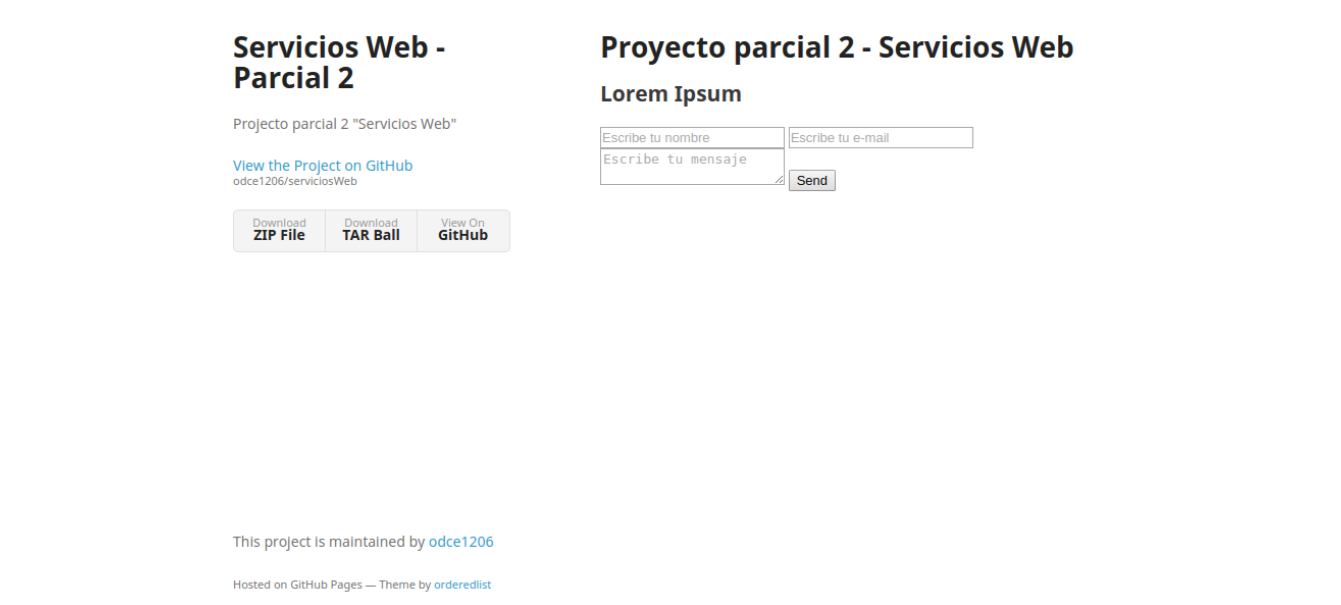 Servicios Web -
Parcial 2
Projecto parcial 2 "Servicios Web"
View the Project on GitHub
odce1206/serviciosWeb
Download
ZIP File
Download
TAR Ball
View On
GitHub
This project is maintained by odce1206
Hosted on GitHub Pages — Theme by orderedlist
Proyecto parcial 2 - Servicios Web
Lorem Ipsum
Escribe tu nombre
Escribe tu e-mail
Escribe tu mensaje
Send